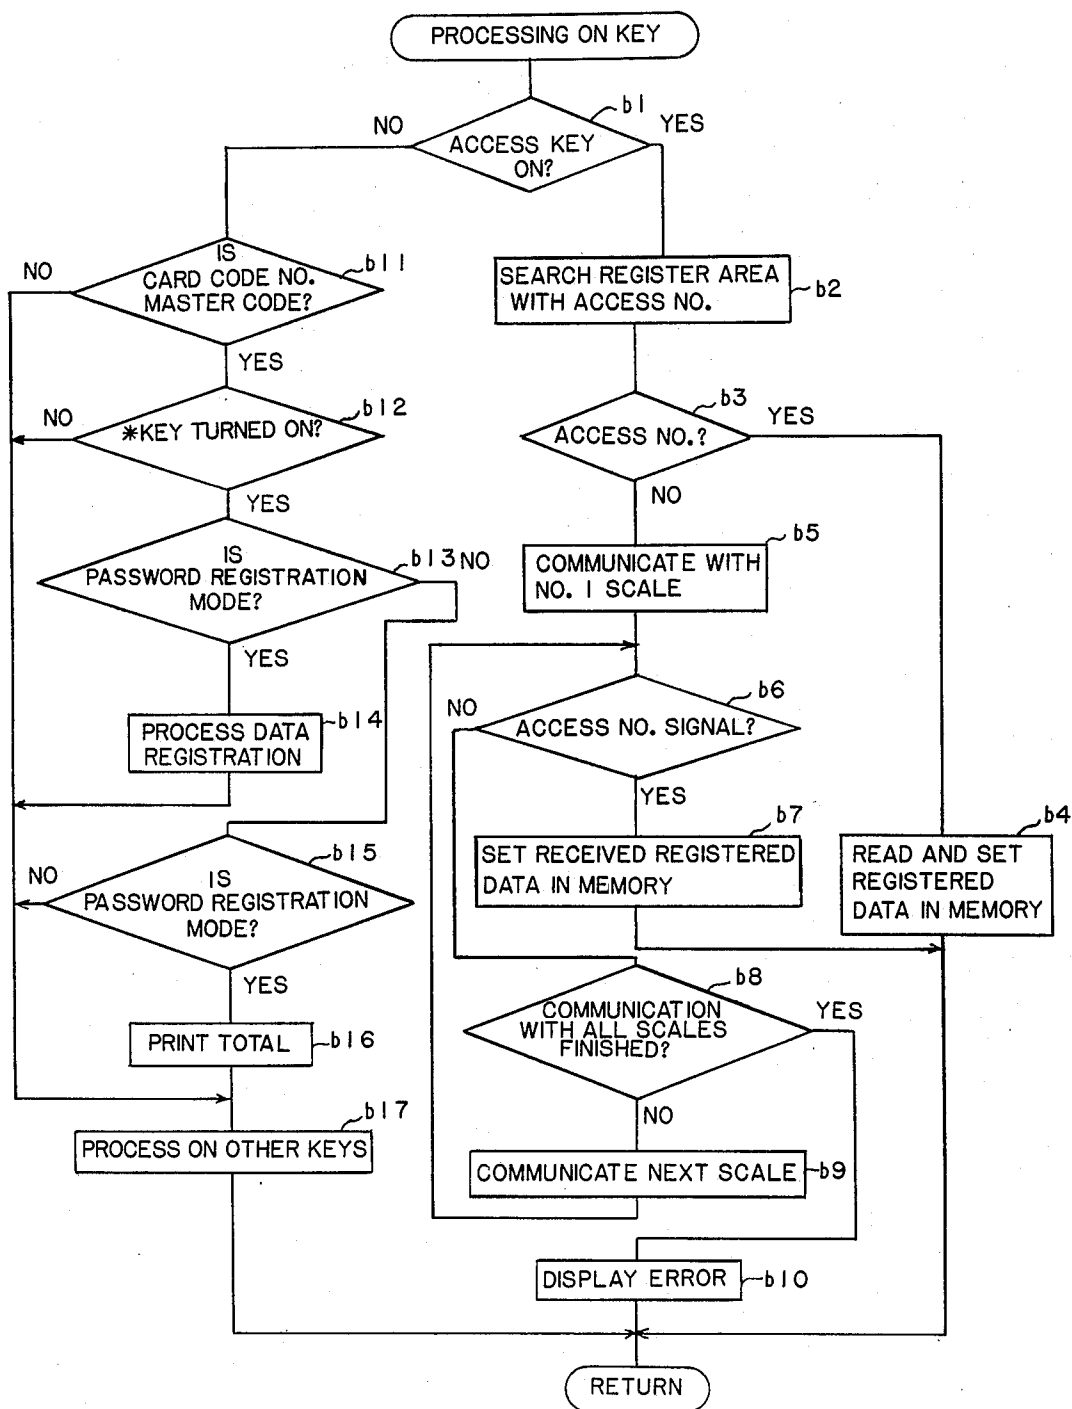 PROCESSING ON KEY
b1
NO
YES
ACCESS KEY
ON?
IS
CARD CODE NO.
MASTER CODE?
b11
NO
YES
SEARCH REGISTER AREA
WITH ACCESS NO.
b2
*KEY TURNED ON?
b12
NO
YES
ACCESS NO.?
b3
YES
NO
IS
PASSWORD REGISTRATION
MODE?
b13
NO
YES
COMMUNICATE WITH
NO. 1 SCALE
b5
PROCESS DATA
REGISTRATION
b14
ACCESS NO. SIGNAL?
b6
NO
YES
SET RECEIVED REGISTERED
DATA IN MEMORY
b7
READ AND SET
REGISTERED
DATA IN MEMORY
b4
IS
PASSWORD REGISTRATION
MODE?
b15
NO
YES
COMMUNICATION
WITH ALL SCALES
FINISHED?
b8
YES
NO
PRINT TOTAL
b16
PROCESS ON OTHER KEYS
b17
COMMUNICATE NEXT SCALE
b9
DISPLAY ERROR
b10
RETURN